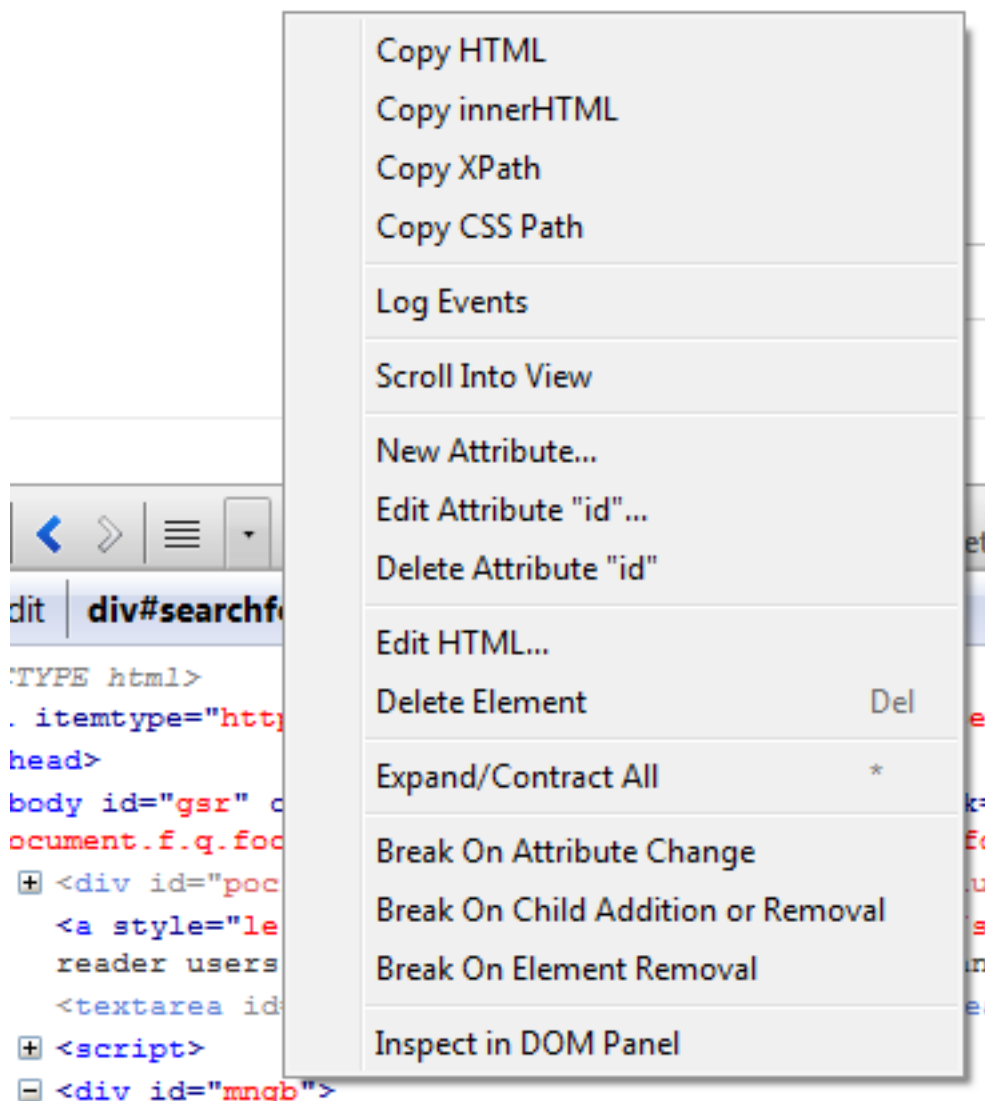 Copy HTML
Copy innerHTML
Copy XPath
Copy CSS Path
Log Events
Scroll Into View
New Attribute...
Edit Attribute "id"...
Delete Attribute "id"
dit div#searchf
Edit HTML...
TYPE html>
Delete Element Del
itemtype="http
head>
Expand/Contract All *
body id="gsr"
ocument.f.q.foc
Break On Attribute Change
<div id="poc
Break On Child Addition or Removal
<a style="le
reader users
Break On Element Removal
<textarea id
<script>
Inspect in DOM Panel
<div id="mngb">